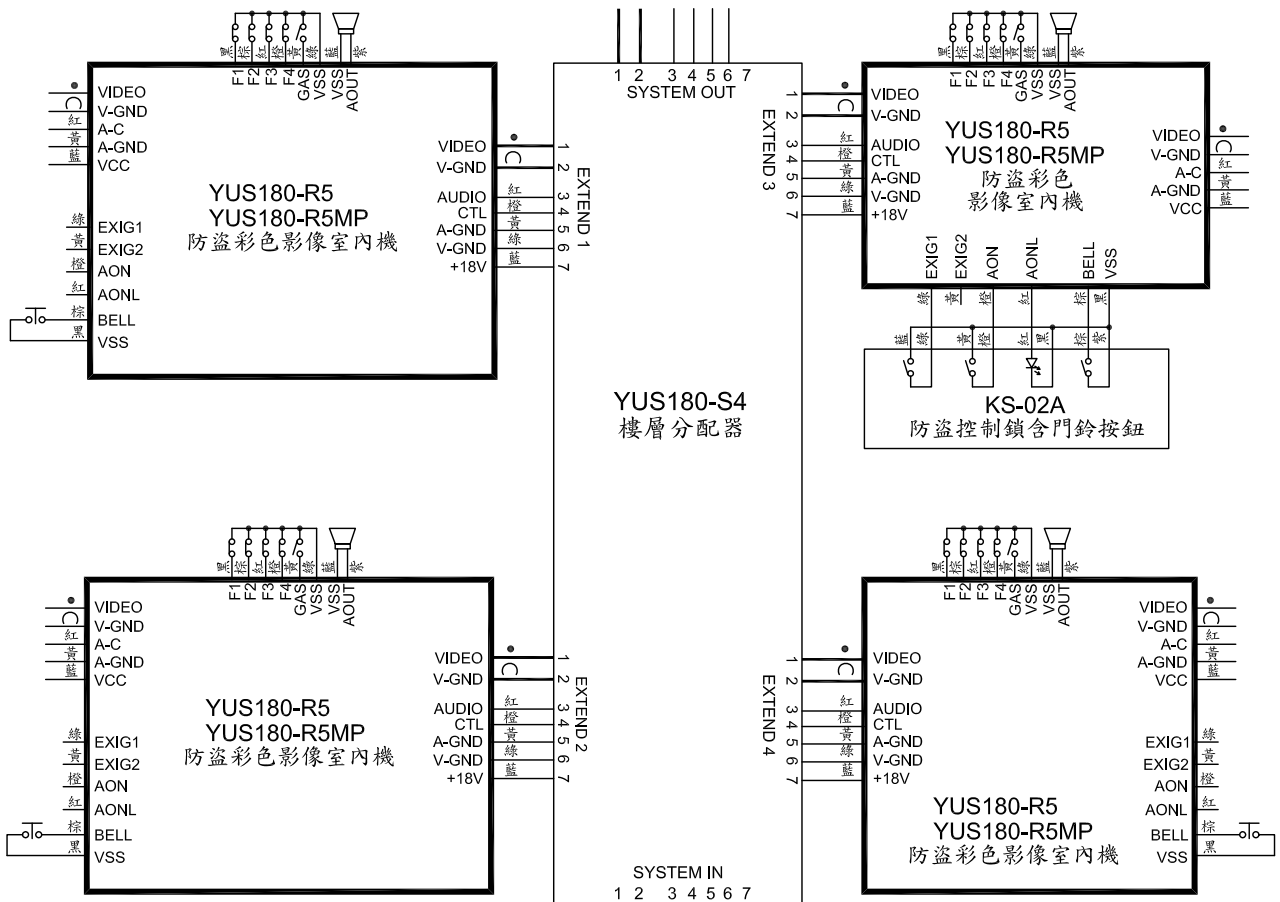 黑 棕 紅 橙 黃 綠 藍 紫
F1 F2 F3 F4 GAS VSS VSS AOUT
VIDEO
V-GND
紅 A-C
黃 A-GND
藍 VCC
YUS180-R5
YUS180-R5MP
防盜彩色影像室內機
綠 EXIG1
黃 EXIG2
橙 AON
紅 AONL
棕 BELL
黑 VSS
VIDEO 1
V-GND 2
AUDIO 紅 3
CTL 橙 4
A-GND 黃 5
V-GND 綠 6
+18V 藍 7
EXTEND 1
1 2 3 4 5 6 7
SYSTEM OUT
YUS180-S4
樓層分配器
黑 棕 紅 橙 黃 綠 藍 紫
F1 F2 F3 F4 GAS VSS VSS AOUT
EXTEND 3
1 VIDEO
2 V-GND
3 紅 AUDIO
4 橙 CTL
5 黃 A-GND
6 綠 V-GND
7 藍 +18V
YUS180-R5
YUS180-R5MP
防盜彩色
影像室內機
VIDEO
V-GND
A-C 紅
A-GND 黃
VCC 藍
EXIG1 EXIG2 AON AONL BELL VSS
綠 黃 橙 紅 棕 黑
藍 綠 黃 橙 紅 黑 棕 紫
KS-02A
防盜控制鎖含門鈴按鈕
黑 棕 紅 橙 黃 綠 藍 紫
F1 F2 F3 F4 GAS VSS VSS AOUT
VIDEO
V-GND
紅 A-C
黃 A-GND
藍 VCC
YUS180-R5
YUS180-R5MP
防盜彩色影像室內機
綠 EXIG1
黃 EXIG2
橙 AON
紅 AONL
棕 BELL
黑 VSS
VIDEO 1
V-GND 2
AUDIO 紅 3
CTL 橙 4
A-GND 黃 5
V-GND 綠 6
+18V 藍 7
EXTEND 2
黑 棕 紅 橙 黃 綠 藍 紫
F1 F2 F3 F4 GAS VSS VSS AOUT
EXTEND 4
1 VIDEO
2 V-GND
3 紅 AUDIO
4 橙 CTL
5 黃 A-GND
6 綠 V-GND
7 藍 +18V
VIDEO
V-GND
A-C 紅
A-GND 黃
VCC 藍
EXIG1 綠
EXIG2 黃
AON 橙
AONL 紅
BELL 棕
VSS 黑
YUS180-R5
YUS180-R5MP
防盜彩色影像室內機
SYSTEM IN
1 2 3 4 5 6 7